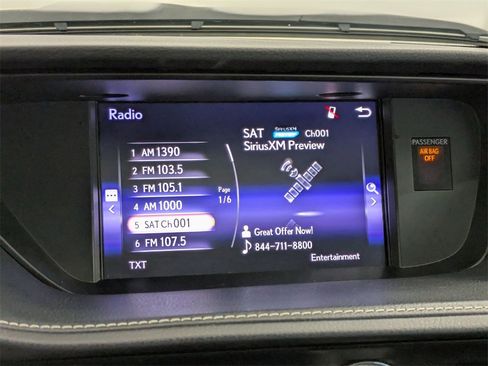 Radio
SAT SiriusXM Ch001
SiriusXM Preview
1 AM 1390
2 FM 103.5
3 FM 105.1
4 AM 1000
5 SAT Ch001
6 FM 107.5
Page
1/6
Great Offer Now!
844-711-8800
TXT
Entertainment
PASSENGER
AIR BAG
OFF